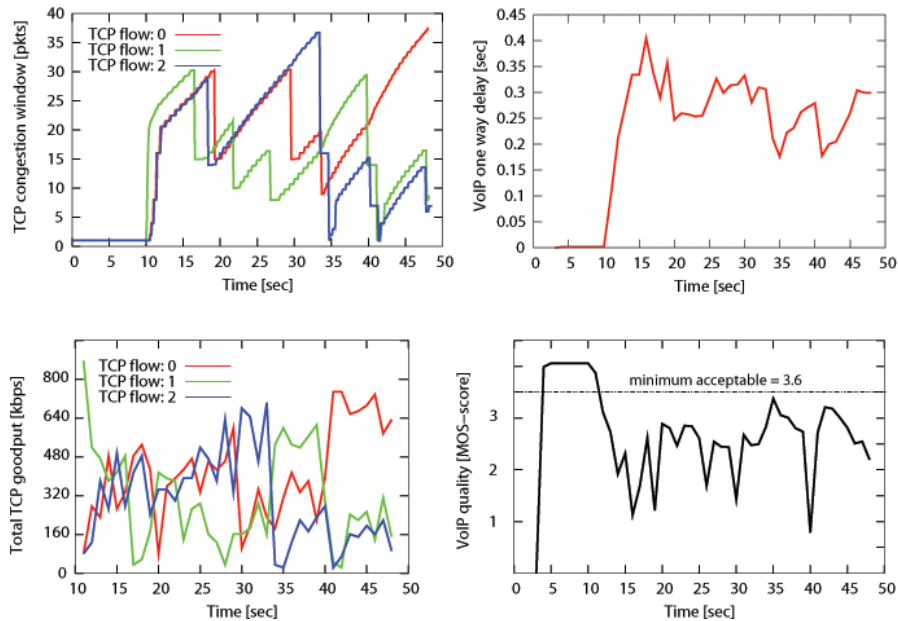 TCP congestion window [pkts]
40
35
30
25
20
15
10
5
0
TCP flow: 0
TCP flow: 1
TCP flow: 2
0 5 10 15 20 25 30 35 40 45 50
Time [sec]
VoIP one way delay [sec]
0.45
0.4
0.35
0.3
0.25
0.2
0.15
0.1
0.05
0
0 5 10 15 20 25 30 35 40 45 50
Time [sec]
Total TCP goodput [kbps]
800
640
480
320
160
0
TCP flow: 0
TCP flow: 1
TCP flow: 2
10 15 20 25 30 35 40 45 50
Time [sec]
VoIP quality [MOS–score]
minimum acceptable = 3.6
3
2
1
0 5 10 15 20 25 30 35 40 45 50
Time [sec]